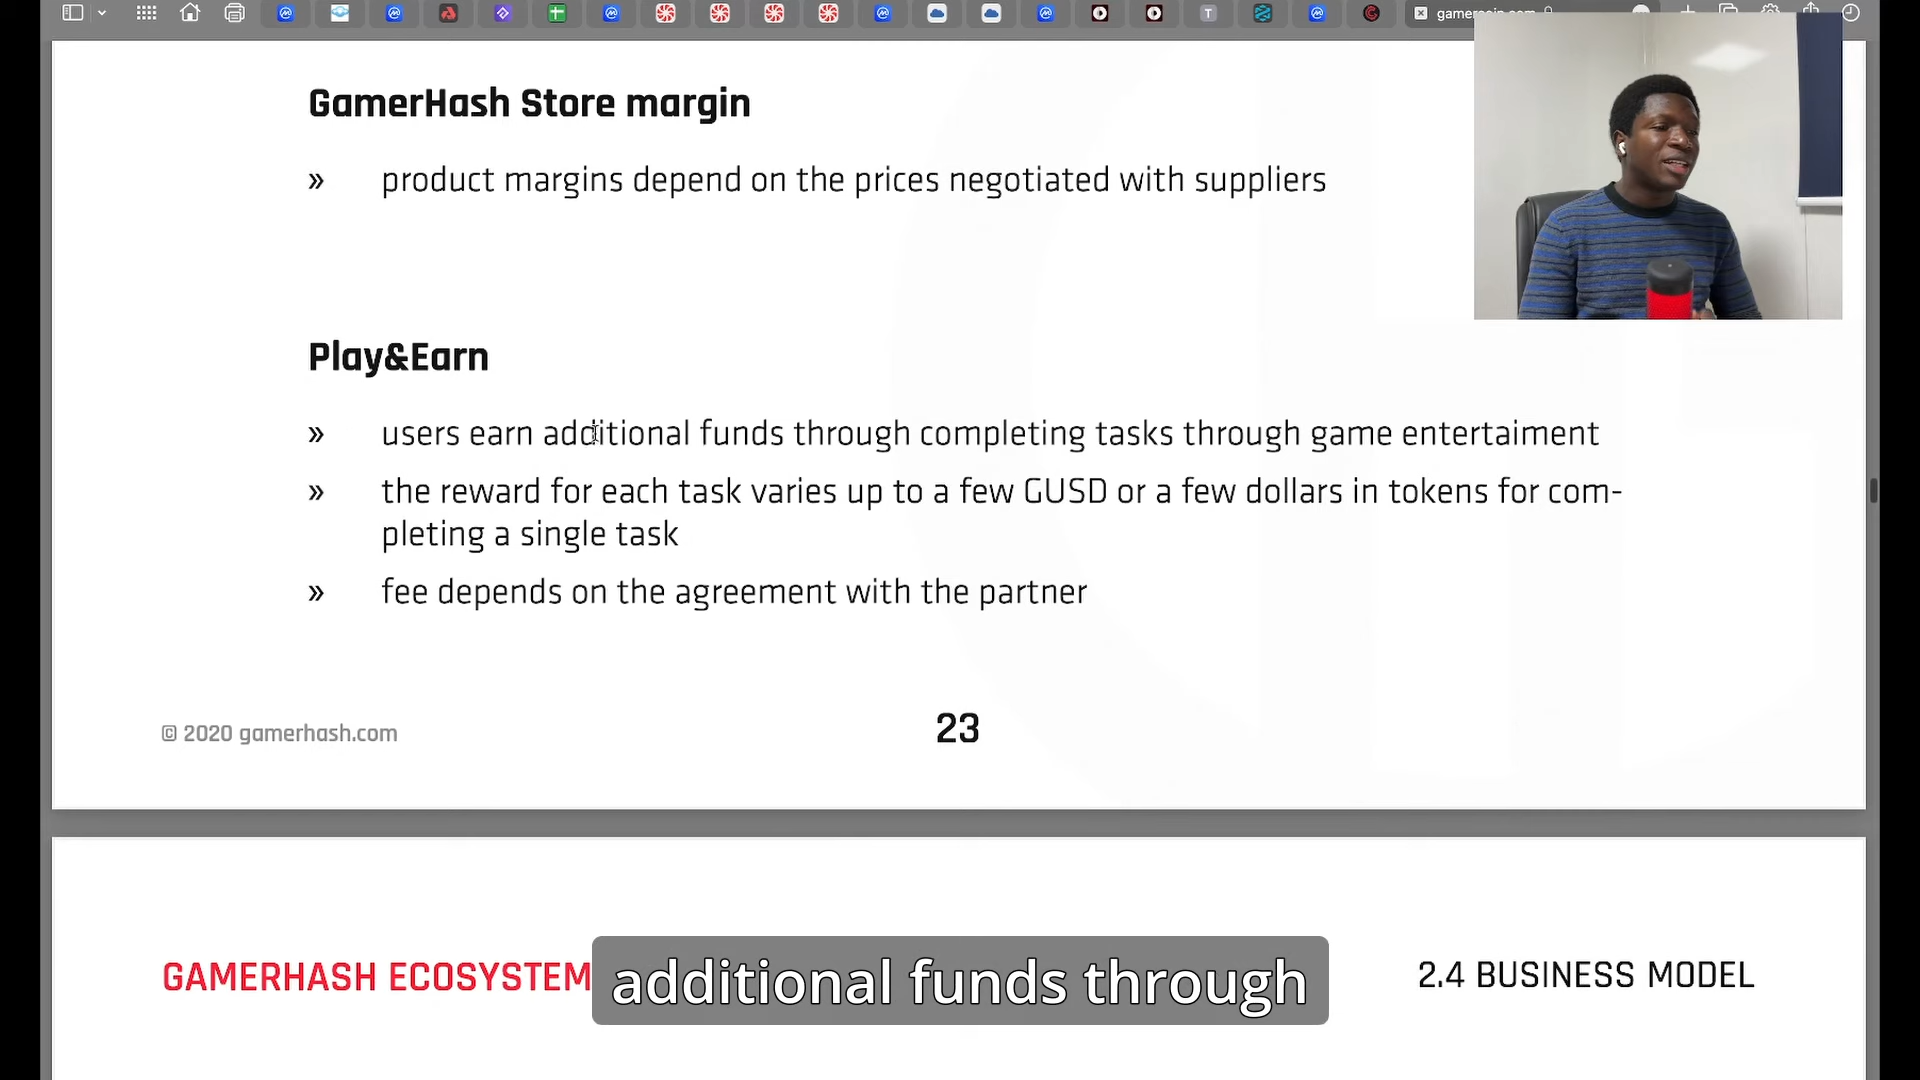 GamerHash Store margin
» product margins depend on the prices negotiated with suppliers
Play&Earn
» users earn additional funds through completing tasks through game entertaiment
» the reward for each task varies up to a few GUSD or a few dollars in tokens for com-
pleting a single task
» fee depends on the agreement with the partner
© 2020 gamerhash.com
23
GAMERHASH ECOSYSTEM
2.4 BUSINESS MODEL
additional funds through